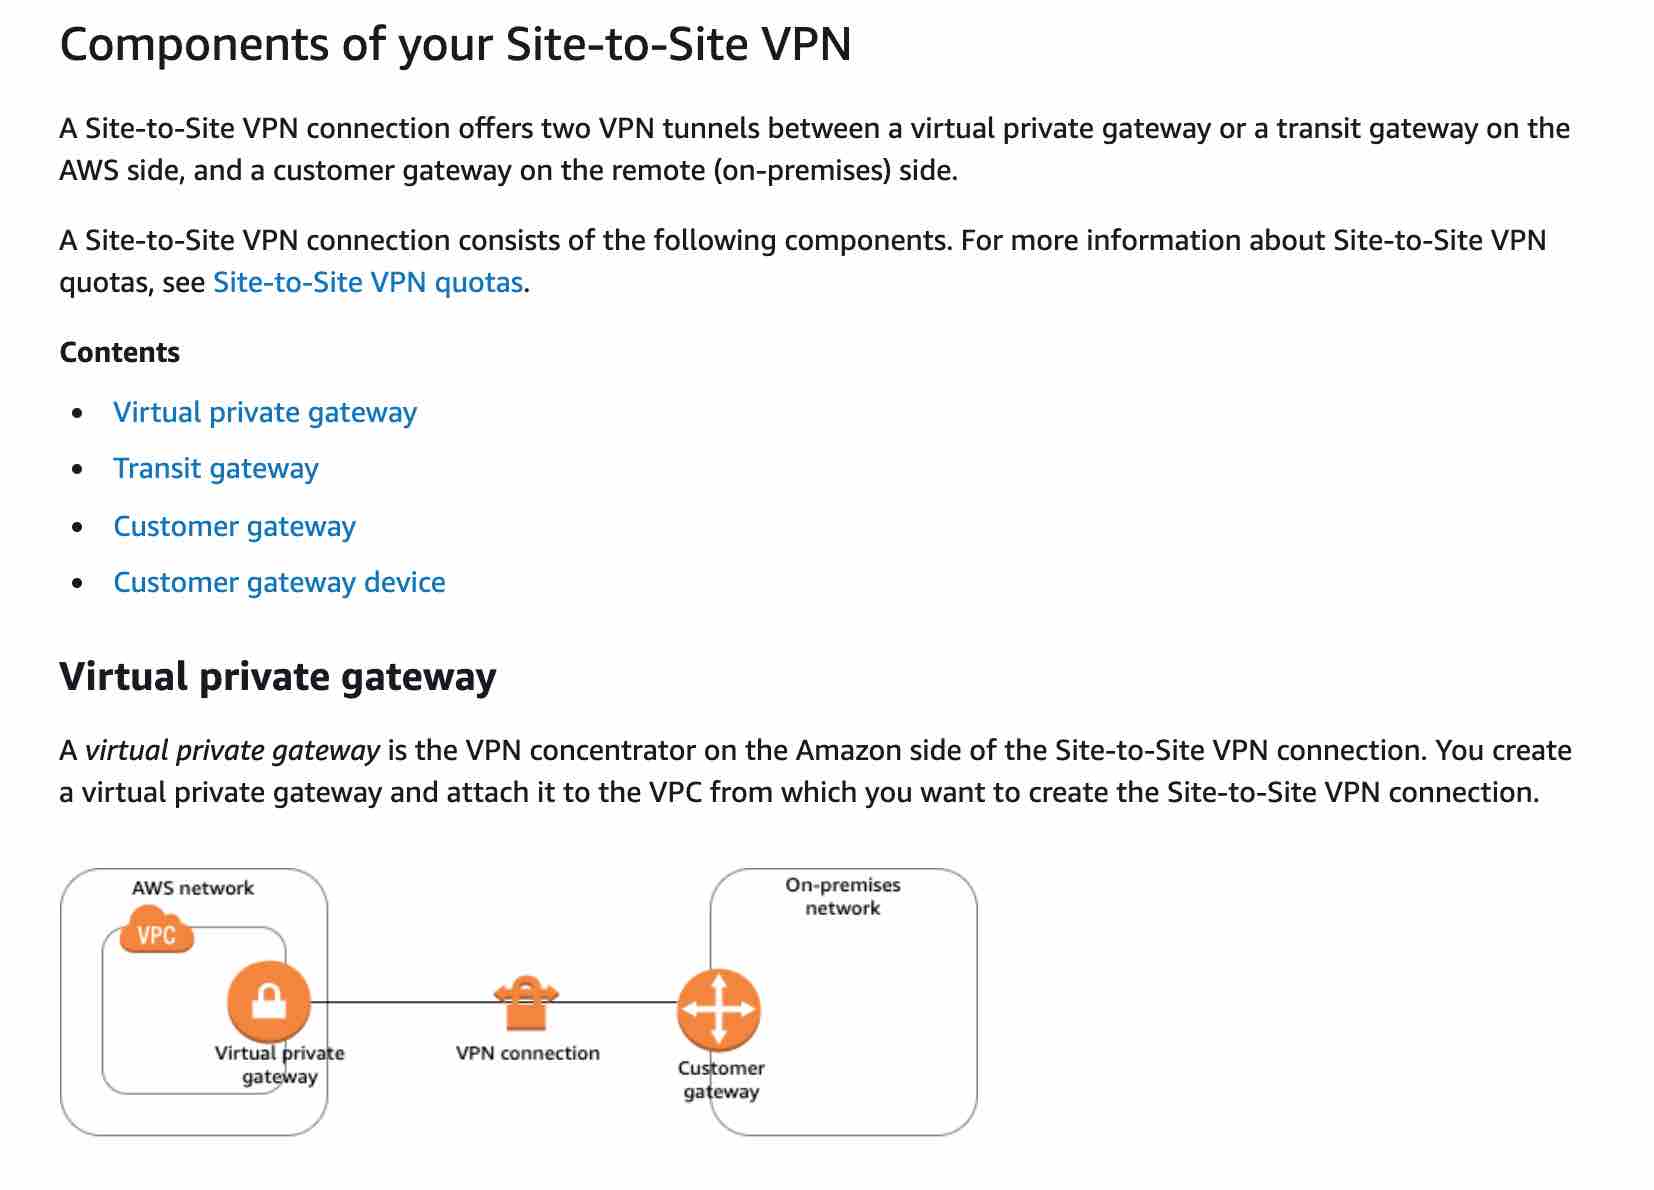 Components of your Site-to-Site VPN
A Site-to-Site VPN connection offers two VPN tunnels between a virtual private gateway or a transit gateway on the
AWS side, and a customer gateway on the remote (on-premises) side.
A Site-to-Site VPN connection consists of the following components. For more information about Site-to-Site VPN
quotas, see Site-to-Site VPN quotas.
Contents
• Virtual private gateway
• Transit gateway
• Customer gateway
• Customer gateway device
Virtual private gateway
A virtual private gateway is the VPN concentrator on the Amazon side of the Site-to-Site VPN connection. You create
a virtual private gateway and attach it to the VPC from which you want to create the Site-to-Site VPN connection.
AWS network
VPC
Virtual private
gateway
VPN connection
On-premises
network
Customer
gateway